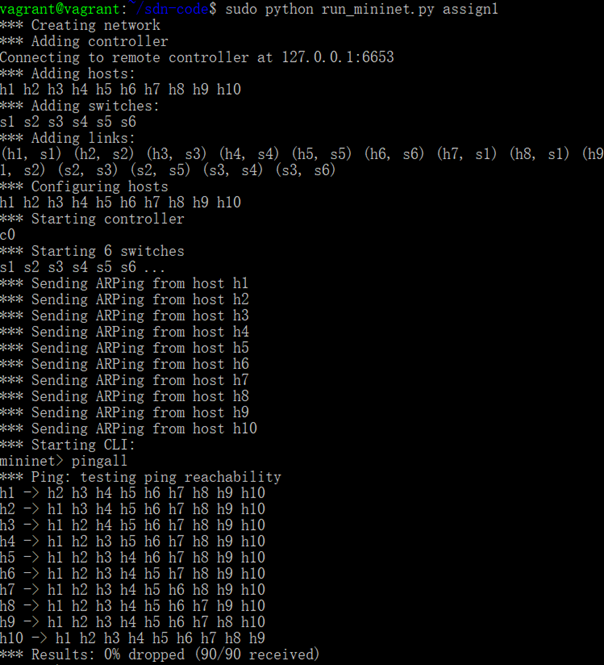 vagrant@vagrant:~/sdn-code$ sudo python run_mininet.py assign1
*** Creating network
*** Adding controller
Connecting to remote controller at 127.0.0.1:6653
*** Adding hosts:
h1 h2 h3 h4 h5 h6 h7 h8 h9 h10
*** Adding switches:
s1 s2 s3 s4 s5 s6
*** Adding links:
(h1, s1) (h2, s2) (h3, s3) (h4, s4) (h5, s5) (h6, s6) (h7, s1) (h8, s1) (h9
1, s2) (s2, s3) (s2, s5) (s3, s4) (s3, s6)
*** Configuring hosts
h1 h2 h3 h4 h5 h6 h7 h8 h9 h10
*** Starting controller
c0
*** Starting 6 switches
s1 s2 s3 s4 s5 s6 ...
*** Sending ARPing from host h1
*** Sending ARPing from host h2
*** Sending ARPing from host h3
*** Sending ARPing from host h4
*** Sending ARPing from host h5
*** Sending ARPing from host h6
*** Sending ARPing from host h7
*** Sending ARPing from host h8
*** Sending ARPing from host h9
*** Sending ARPing from host h10
*** Starting CLI:
mininet> pingall
*** Ping: testing ping reachability
h1 -> h2 h3 h4 h5 h6 h7 h8 h9 h10
h2 -> h1 h3 h4 h5 h6 h7 h8 h9 h10
h3 -> h1 h2 h4 h5 h6 h7 h8 h9 h10
h4 -> h1 h2 h3 h5 h6 h7 h8 h9 h10
h5 -> h1 h2 h3 h4 h6 h7 h8 h9 h10
h6 -> h1 h2 h3 h4 h5 h7 h8 h9 h10
h7 -> h1 h2 h3 h4 h5 h6 h8 h9 h10
h8 -> h1 h2 h3 h4 h5 h6 h7 h9 h10
h9 -> h1 h2 h3 h4 h5 h6 h7 h8 h10
h10 -> h1 h2 h3 h4 h5 h6 h7 h8 h9
*** Results: 0% dropped (90/90 received)